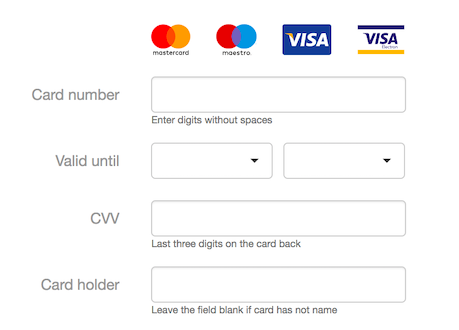 mastercard maestro VISA VISA Electron
Card number
Enter digits without spaces
Valid until
CVV
Last three digits on the card back
Card holder
Leave the field blank if card has not name